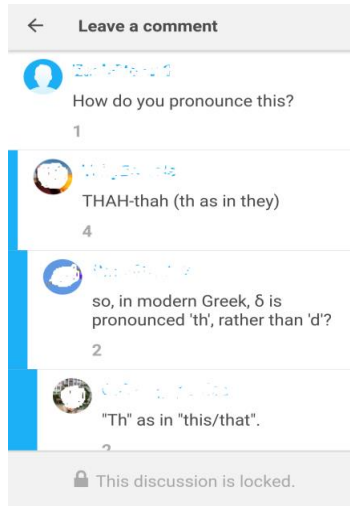 Leave a comment
How do you pronounce this?
1
THAH-thah (th as in they)
4
so, in modern Greek, δ is
pronounced 'th', rather than 'd'?
2
"Th" as in "this/that".
2
This discussion is locked.